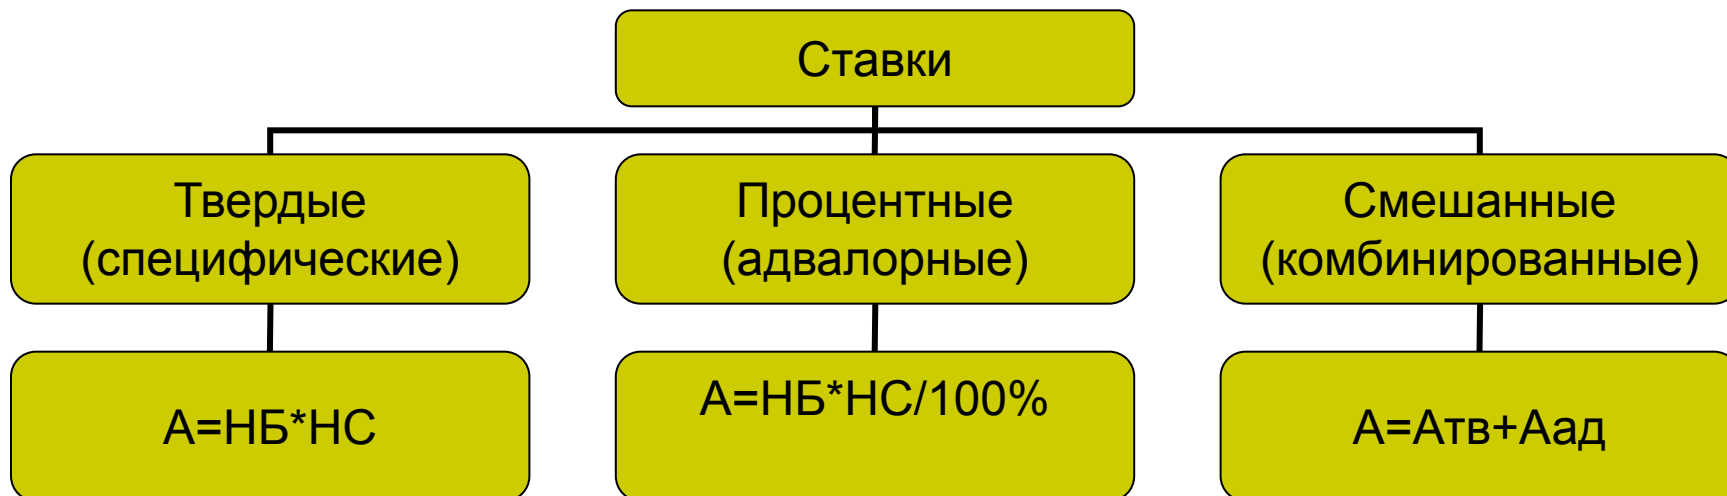 Ставки
Твердые
(специфические)
Процентные
(адвалорные)
Смешанные
(комбинированные)
А=НБ*НС
А=НБ*НС/100%
А=Атв+Аад